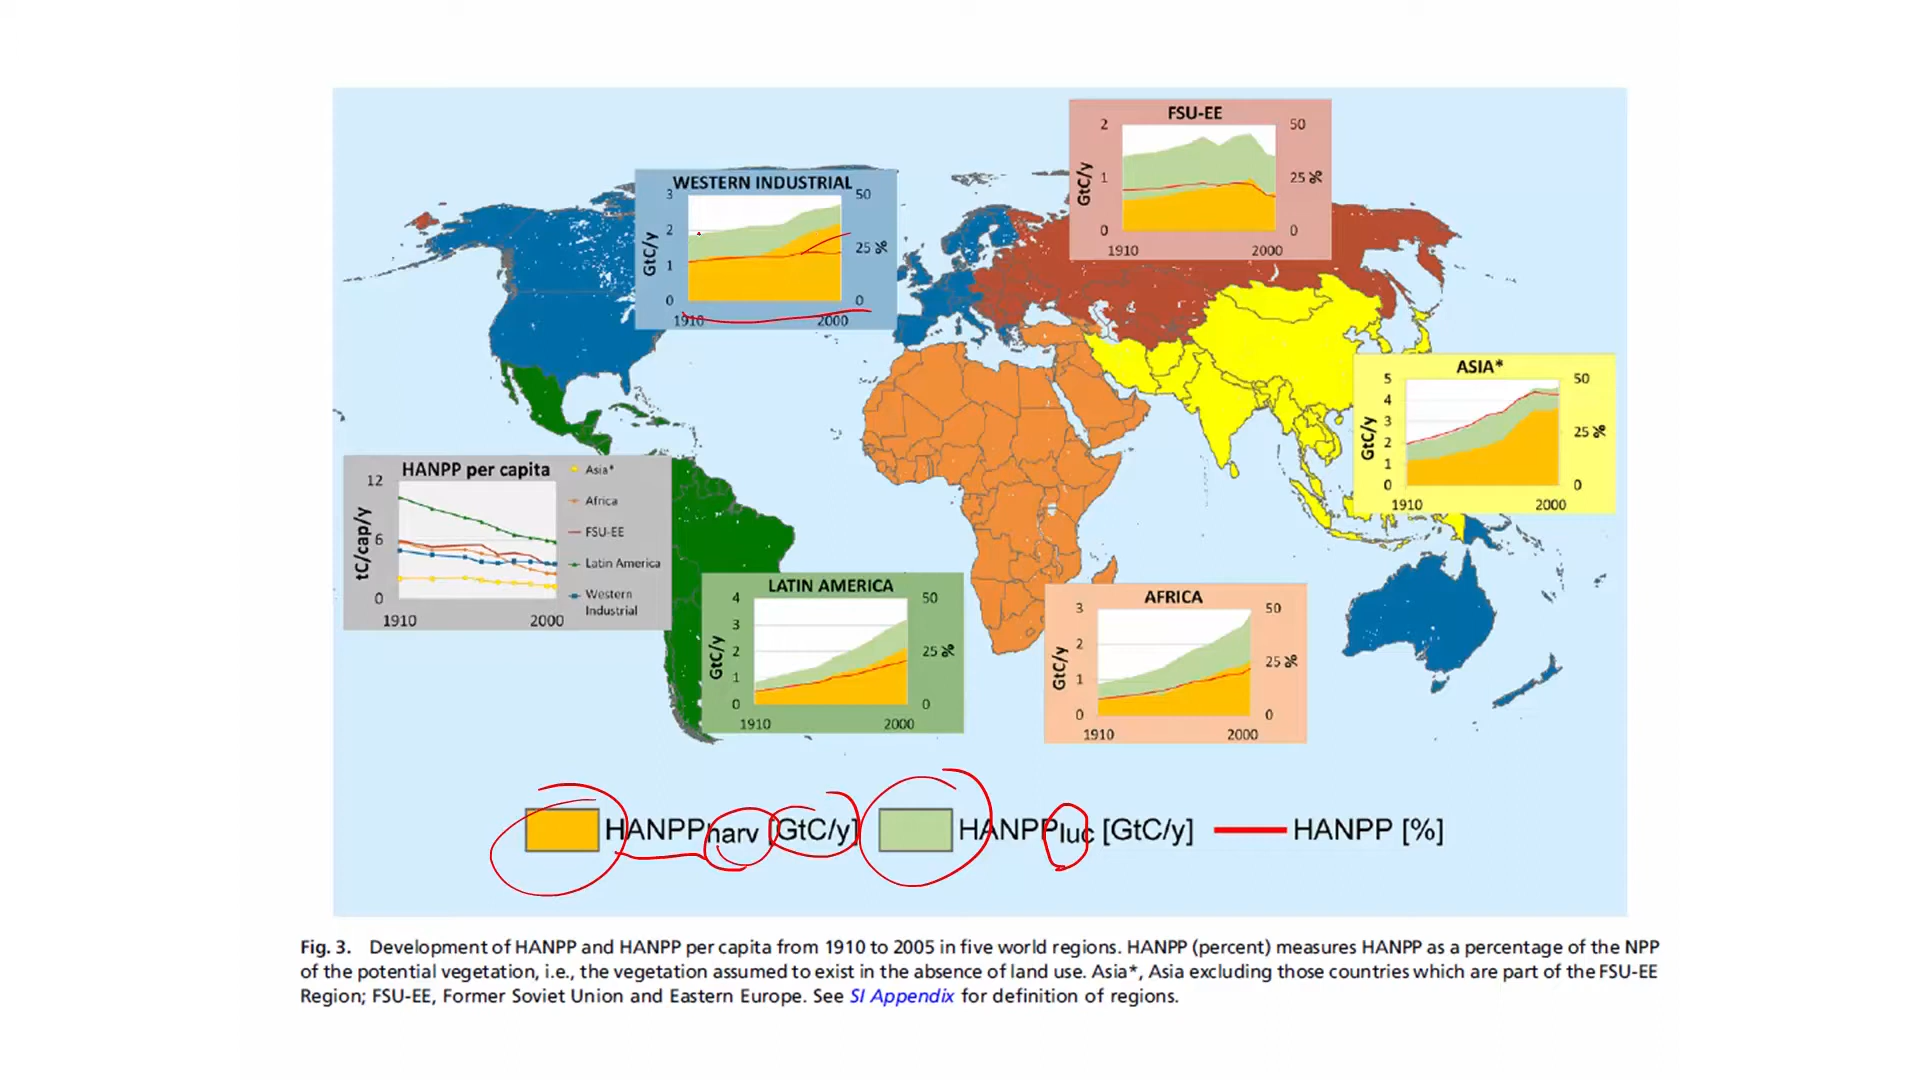 FSU-EE
2
50
GtC/y
1
25 %
0
0
1910
2000
WESTERN INDUSTRIAL
3
50
GtC/y
2
25 %
1
0
0
1910
2000
ASIA*
5
50
4
GtC/y
3
25 %
2
1
0
0
1910
2000
HANPP per capita
12
tC/cap/y
6
0
1910
2000
Asia*
Africa
FSU-EE
Latin America
Western
Industrial
LATIN AMERICA
4
50
3
GtC/y
2
25 %
1
0
0
1910
2000
AFRICA
3
50
2
GtC/y
25 %
1
0
0
1910
2000
HANPPharv [GtC/y] HANPPluc [GtC/y] HANPP [%]
Fig. 3. Development of HANPP and HANPP per capita from 1910 to 2005 in five world regions. HANPP (percent) measures HANPP as a percentage of the NPP
of the potential vegetation, i.e., the vegetation assumed to exist in the absence of land use. Asia*, Asia excluding those countries which are part of the FSU-EE
Region; FSU-EE, Former Soviet Union and Eastern Europe. See SI Appendix for definition of regions.